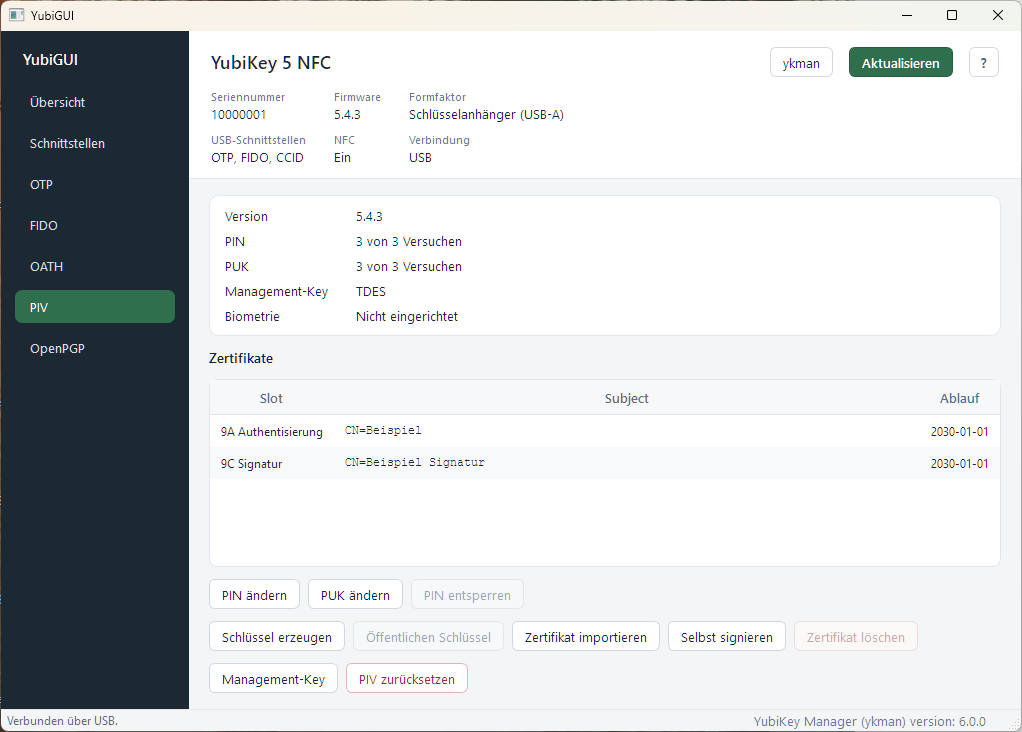 YubiGUI
YubiGUI
Übersicht
Schnittstellen
OTP
FIDO
OATH
PIV
OpenPGP
YubiKey 5 NFC
ykman
Aktualisieren
?
Seriennummer Firmware Formfaktor
10000001 5.4.3 Schlüsselanhänger (USB-A)
USB-Schnittstellen NFC Verbindung
OTP, FIDO, CCID Ein USB
Version 5.4.3
PIN 3 von 3 Versuchen
PUK 3 von 3 Versuchen
Management-Key TDES
Biometrie Nicht eingerichtet
Zertifikate
Slot Subject Ablauf
9A Authentisierung CN=Beispiel 2030-01-01
9C Signatur CN=Beispiel Signatur 2030-01-01
PIN ändern PUK ändern PIN entsperren
Schlüssel erzeugen Öffentlichen Schlüssel Zertifikat importieren Selbst signieren Zertifikat löschen
Management-Key PIV zurücksetzen
Verbunden über USB. YubiKey Manager (ykman) version: 6.0.0